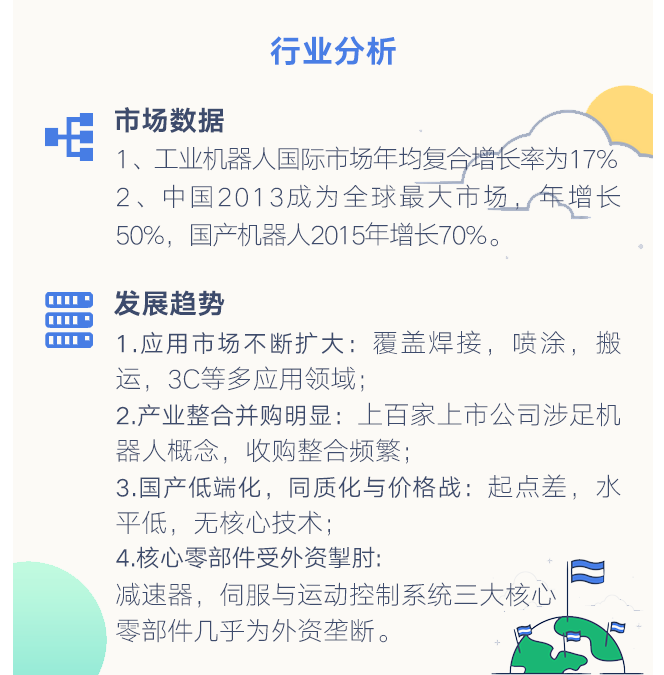 行业分析
市场数据
1、工业机器人国际市场年均复合增长率为17%
2、中国2013成为全球最大市场，年增长
50%，国产机器人2015年增长70%。
发展趋势
1.应用市场不断扩大：覆盖焊接，喷涂，搬
运，3C等多应用领域；
2.产业整合并购明显：上百家上市公司涉足机
器人概念，收购整合频繁；
3.国产低端化，同质化与价格战：起点差，水
平低，无核心技术；
4.核心零部件受外资掣肘:
减速器，伺服与运动控制系统三大核心
零部件几乎为外资垄断。